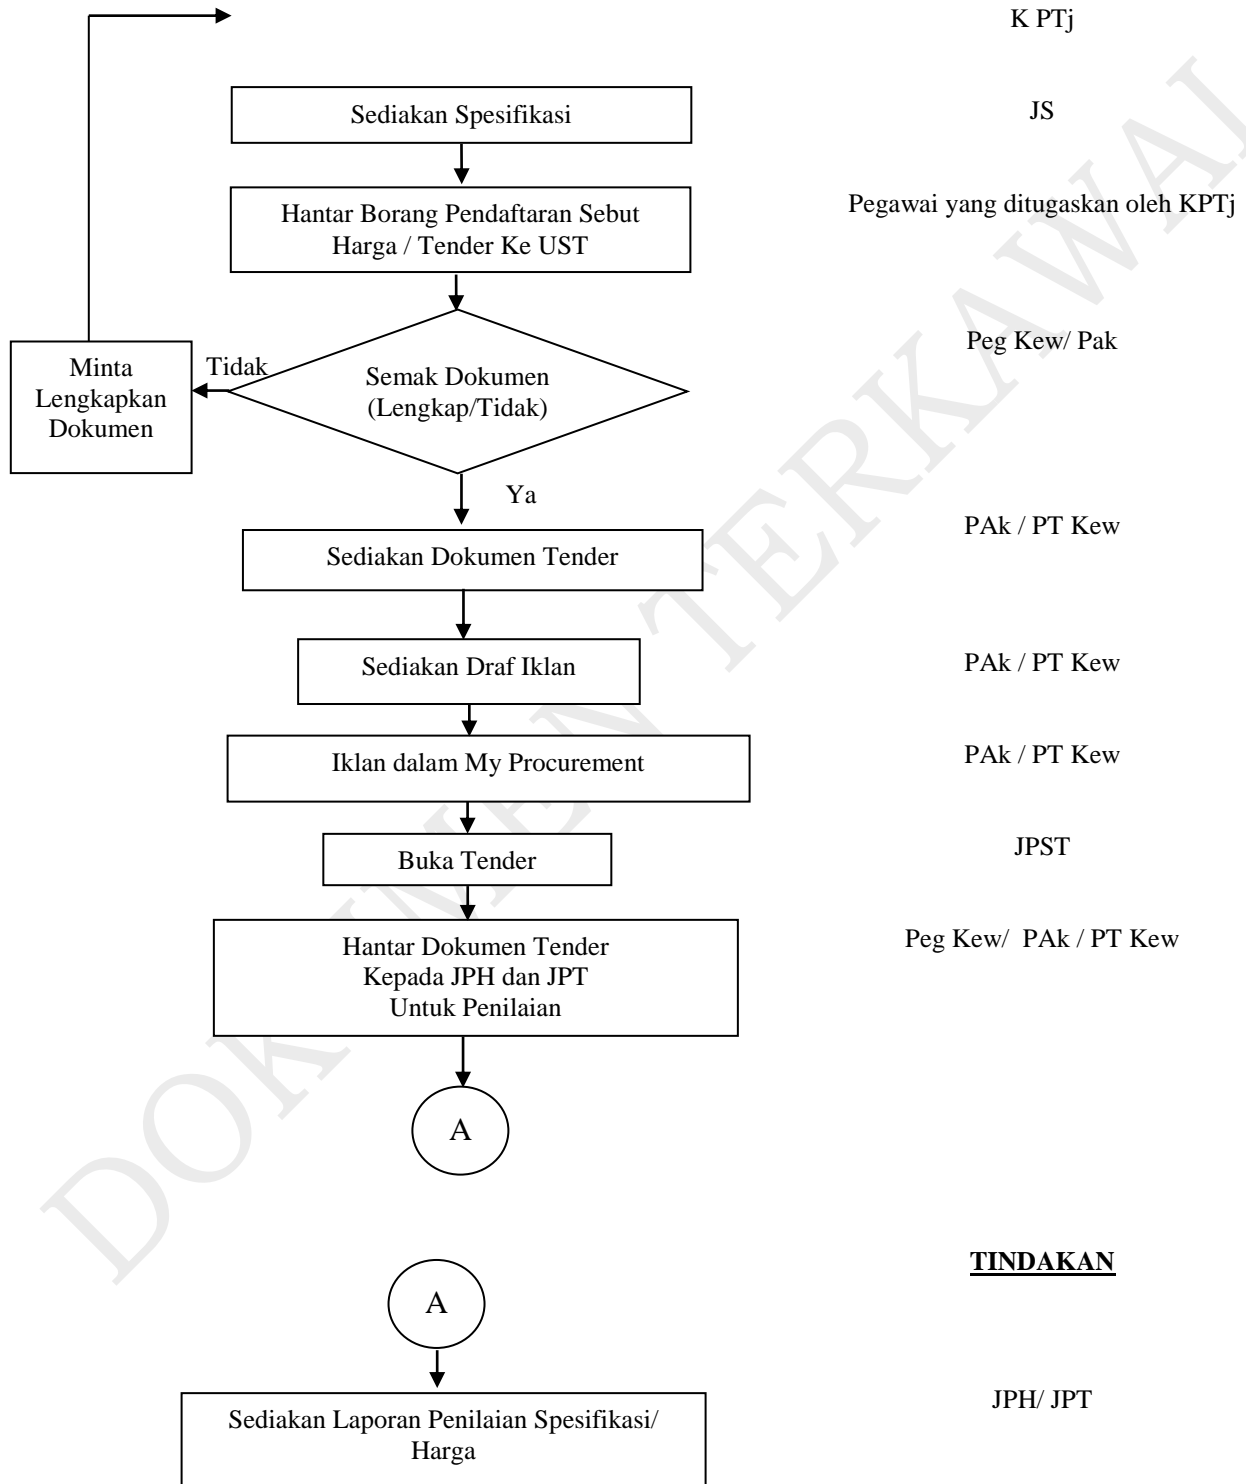 K PTj
Sediakan Spesifikasi
JS
Hantar Borang Pendaftaran Sebut
Harga / Tender Ke UST
Pegawai yang ditugaskan oleh KPTj
Minta
Lengkapkan
Dokumen
Tidak
Semak Dokumen
(Lengkap/Tidak)
Peg Kew/ Pak
Ya
Sediakan Dokumen Tender
PAk / PT Kew
Sediakan Draf Iklan
PAk / PT Kew
Iklan dalam My Procurement
PAk / PT Kew
Buka Tender
JPST
Hantar Dokumen Tender
Kepada JPH dan JPT
Untuk Penilaian
Peg Kew/  PAk / PT Kew
A
TINDAKAN
A
Sediakan Laporan Penilaian Spesifikasi/
Harga
JPH/ JPT
DOKUMEN TERKAWAL